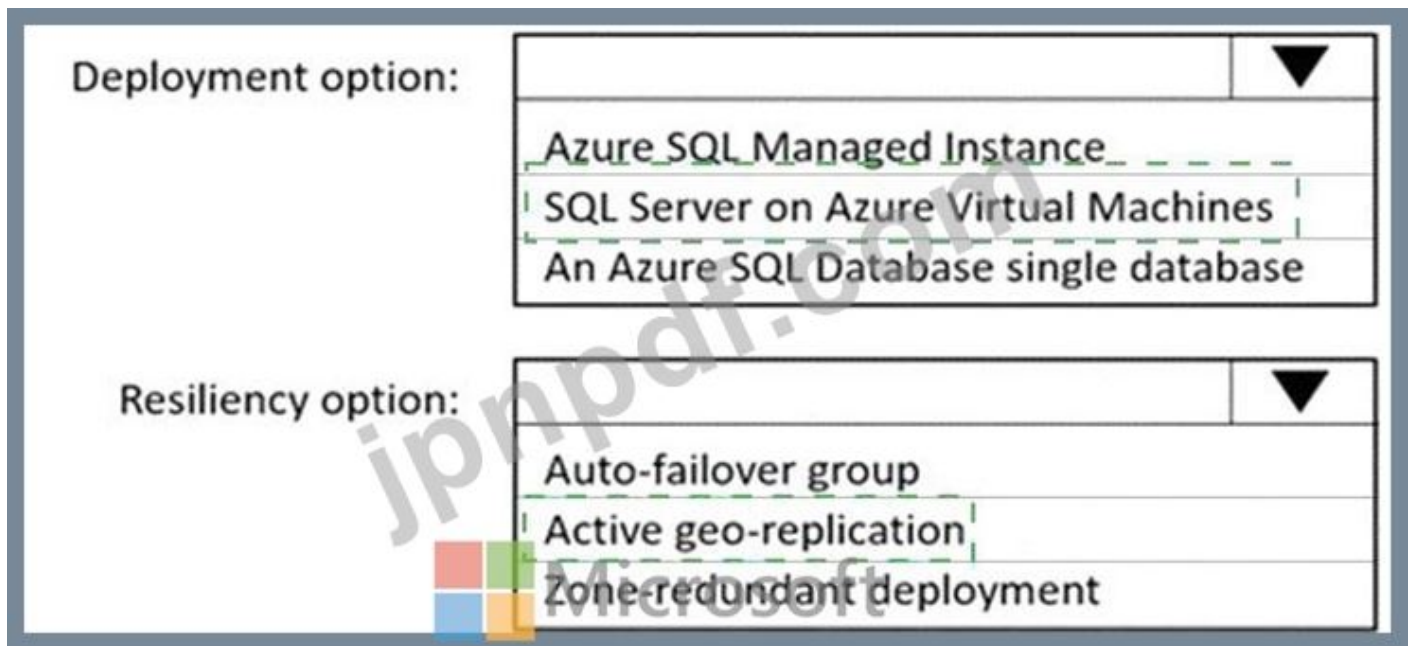 Deployment option:
Azure SQL Managed Instance
SQL Server on Azure Virtual Machines
An Azure SQL Database single database
Resiliency option:
Auto-failover group
Active geo-replication
Zone-redundant deployment
jpnpdf.com
Microsoft